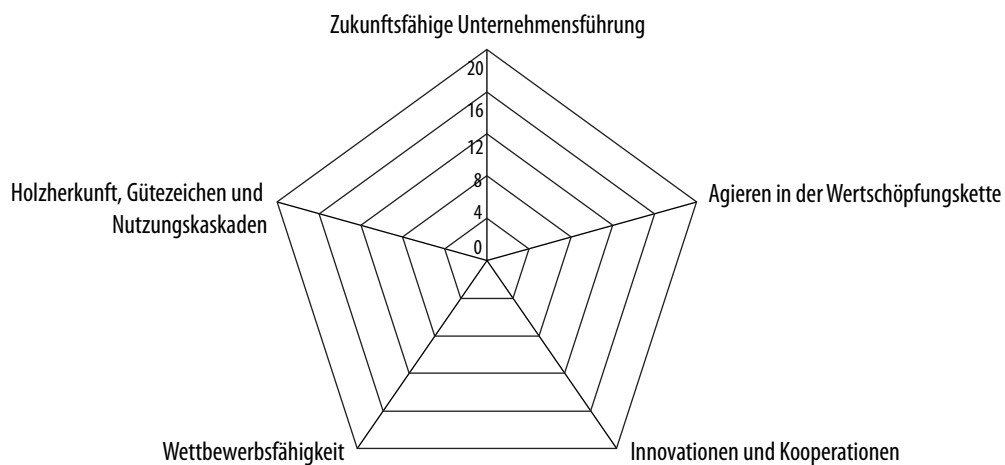 Zukunftsfähige Unternehmensführung
20
16
12
8
4
0
Agieren in der Wertschöpfungskette
Holzherkunft, Gütezeichen und
Nutzungskaskaden
Wettbewerbsfähigkeit
Innovationen und Kooperationen